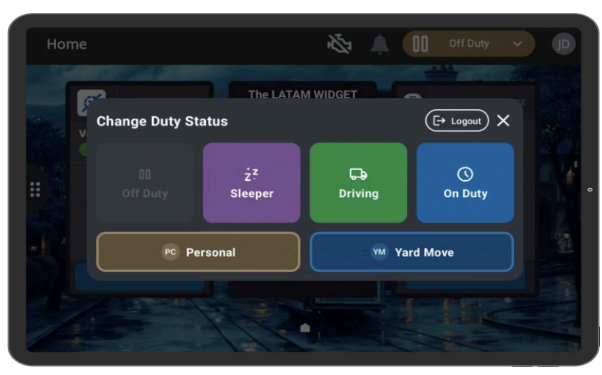 Home
Off Duty
JD
The LATAM WIDGET
Change Duty Status
Logout
Off Duty
Sleeper
Driving
On Duty
PC Personal
YM Yard Move